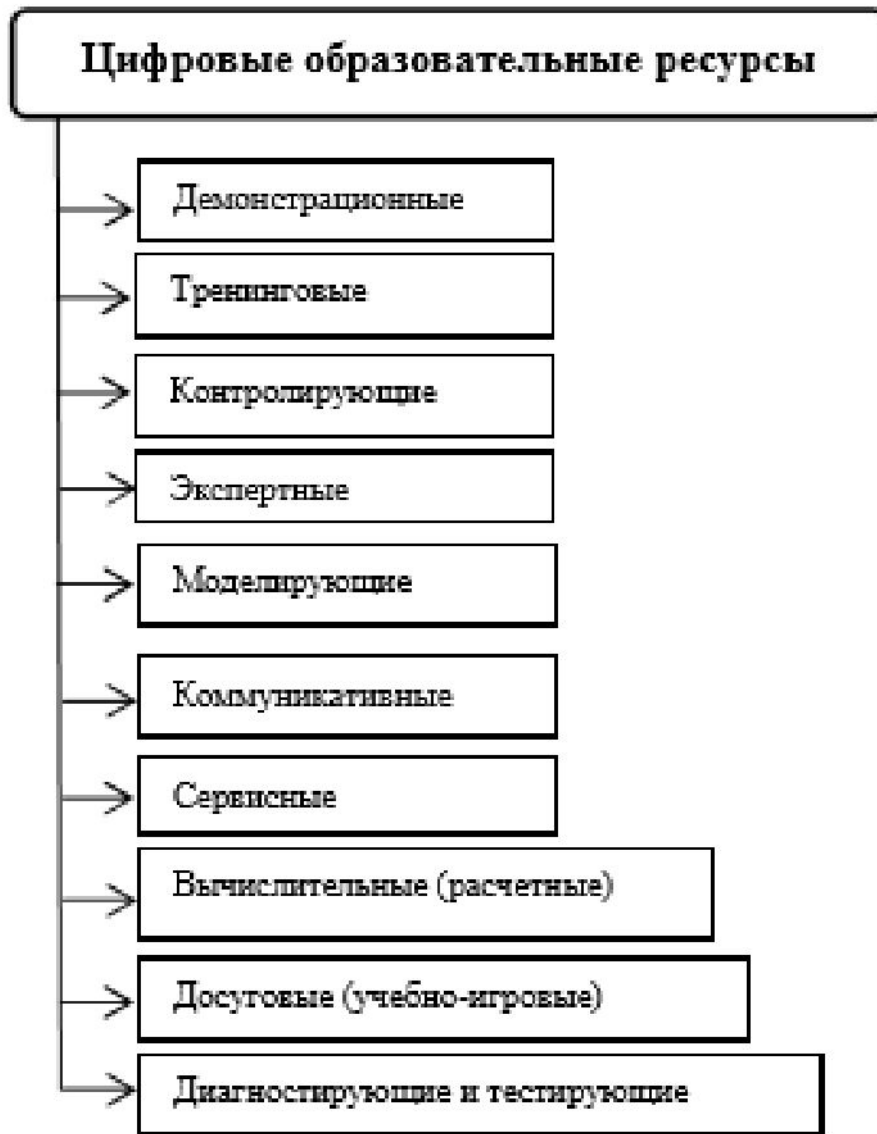 Цифровые образовательные ресурсы
Демонстрационные
Тренинговые
Контролирующие
Экспертные
Моделирующие
Коммуникативные
Сервисные
Вычислительные (расчетные)
Досуговые (учебно-игровые)
Диагностирующие и тестирующие